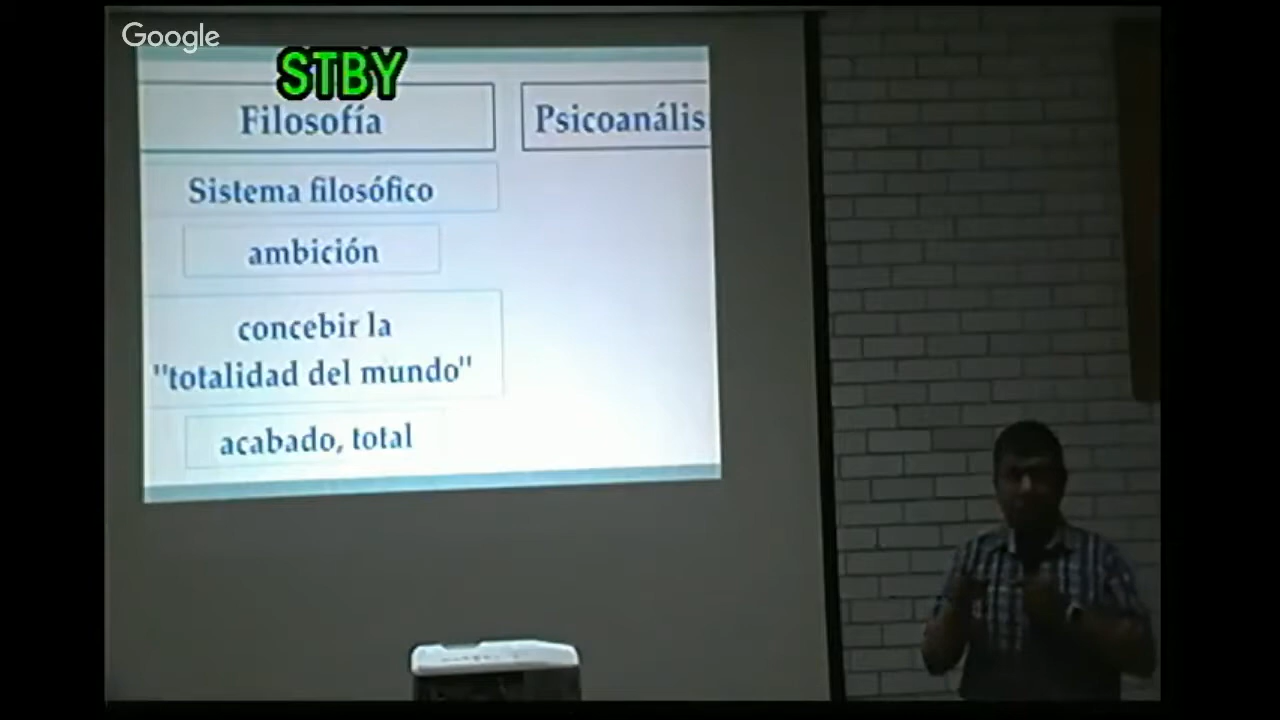 Google
STBY
Filosofía
Psicoanális
Sistema filosófico
ambición
concebir la
"totalidad del mundo"
acabado, total